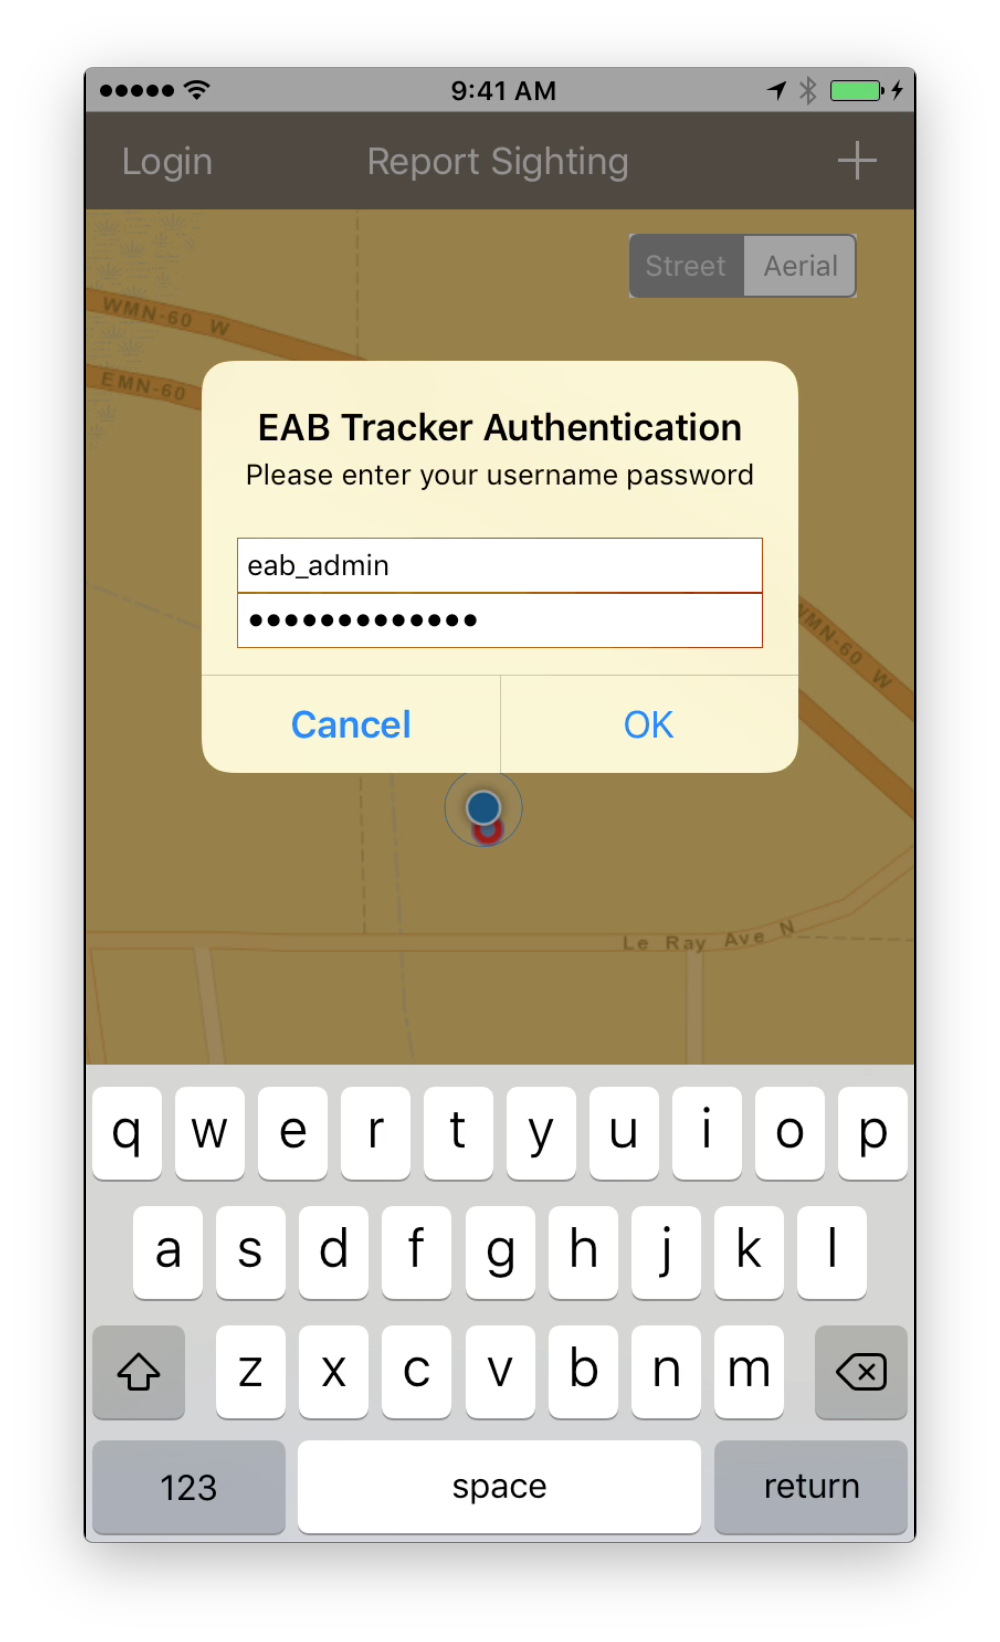 9:41 AM
Login Report Sighting +
Street Aerial
WMN-60 W
EMN-60
EAB Tracker Authentication
Please enter your username password
eab_admin
•••••••••••••
WMN-60 W
Cancel OK
Le Ray Ave N
q w e r t y u i o p
a s d f g h j k l
z x c v b n m
123 space return